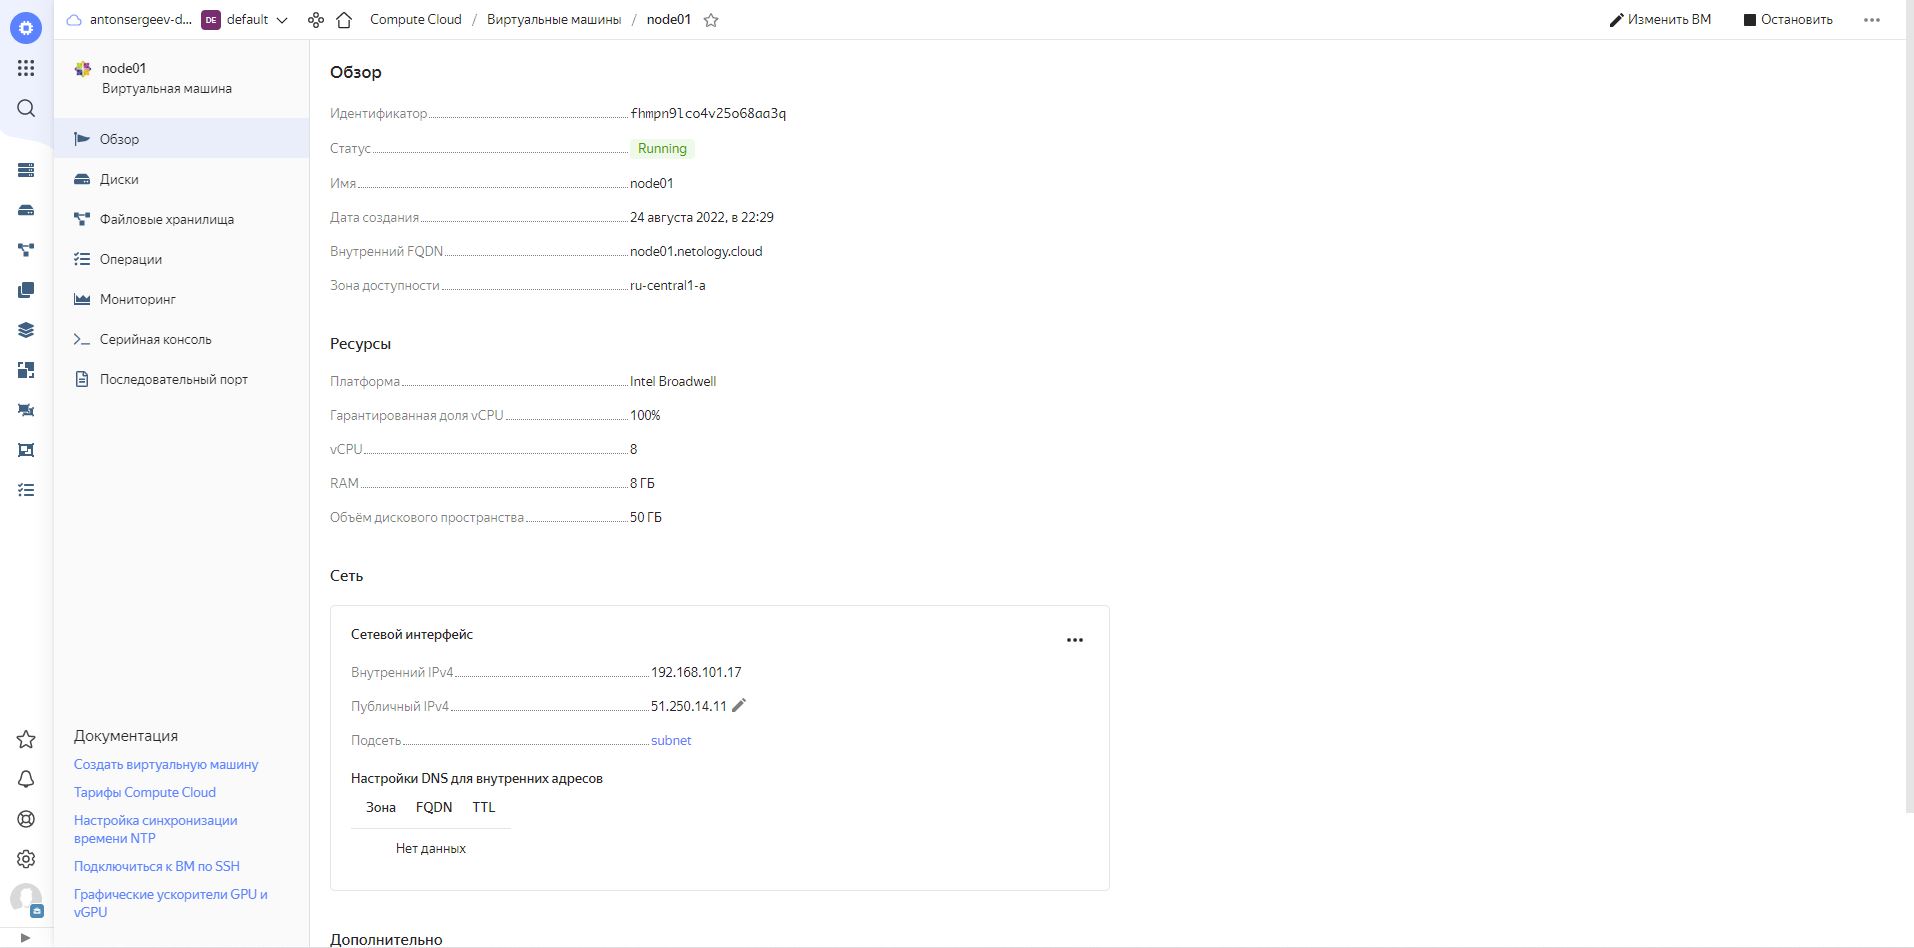 antonsergeev-d... DE default Compute Cloud / Виртуальные машины / node01 Изменить ВМ Остановить
node01
Виртуальная машина
Обзор
Диски
Файловые хранилища
Операции
Мониторинг
Серийная консоль
Последовательный порт
Документация
Создать виртуальную машину
Тарифы Compute Cloud
Настройка синхронизации
времени NTP
Подключиться к ВМ по SSH
Графические ускорители GPU и
vGPU
Обзор
Идентификатор fhmpn9lco4v25o68aa3q
Статус Running
Имя node01
Дата создания 24 августа 2022, в 22:29
Внутренний FQDN node01.netology.cloud
Зона доступности ru-central1-a
Ресурсы
Платформа Intel Broadwell
Гарантированная доля vCPU 100%
vCPU 8
RAM 8 ГБ
Объём дискового пространства 50 ГБ
Сеть
Сетевой интерфейс
Внутренний IPv4 192.168.101.17
Публичный IPv4 51.250.14.11
Подсеть subnet
Настройки DNS для внутренних адресов
Зона FQDN TTL
Нет данных
Дополнительно